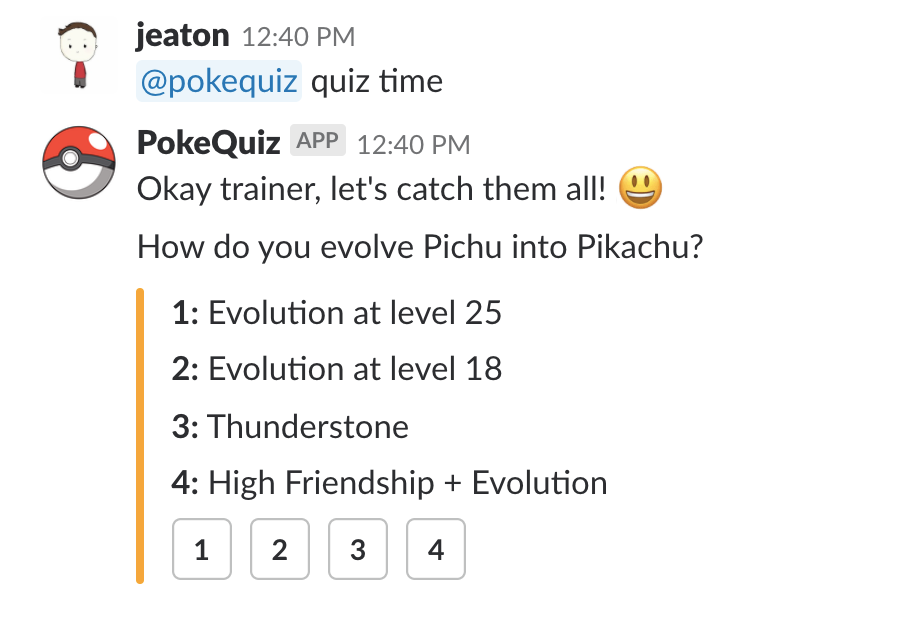 jeaton 12:40 PM
@pokequiz quiz time
PokeQuiz APP 12:40 PM
Okay trainer, let's catch them all! 😃
How do you evolve Pichu into Pikachu?
1: Evolution at level 25
2: Evolution at level 18
3: Thunderstone
4: High Friendship + Evolution
1 2 3 4